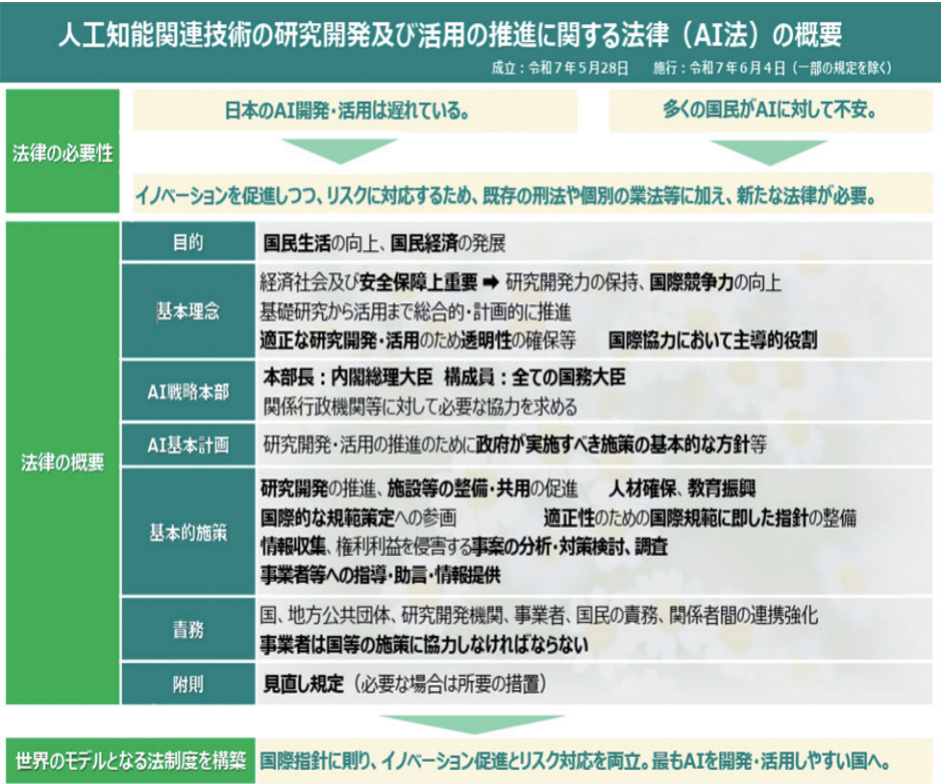 人工知能関連技術の研究開発及び活用の推進に関する法律（AI法）の概要
成立：令和7年5月28日　施行：令和7年6月4日（一部の規定を除く）
法律の必要性
日本のAI開発・活用は遅れている。
多くの国民がAIに対して不安。
イノベーションを促進しつつ、リスクに対応するため、既存の刑法や個別の業法等に加え、新たな法律が必要。
法律の概要
目的
国民生活の向上、国民経済の発展
基本理念
経済社会及び安全保障上重要 ➡ 研究開発力の保持、国際競争力の向上
基礎研究から活用まで総合的・計画的に推進
適正な研究開発・活用のため透明性の確保等　国際協力において主導的役割
AI戦略本部
本部長：内閣総理大臣 構成員：全ての国務大臣
関係行政機関等に対して必要な協力を求める
AI基本計画
研究開発・活用の推進のために政府が実施すべき施策の基本的な方針等
基本的施策
研究開発の推進、施設等の整備・共用の促進　人材確保、教育振興
国際的な規範策定への参画　適正性のための国際規範に即した指針の整備
情報収集、権利利益を侵害する事案の分析・対策検討、調査
事業者等への指導・助言・情報提供
責務
国、地方公共団体、研究開発機関、事業者、国民の責務、関係者間の連携強化
事業者は国等の施策に協力しなければならない
附則
見直し規定（必要な場合は所要の措置）
世界のモデルとなる法制度を構築
国際指針に則り、イノベーション促進とリスク対応を両立。最もAIを開発・活用しやすい国へ。